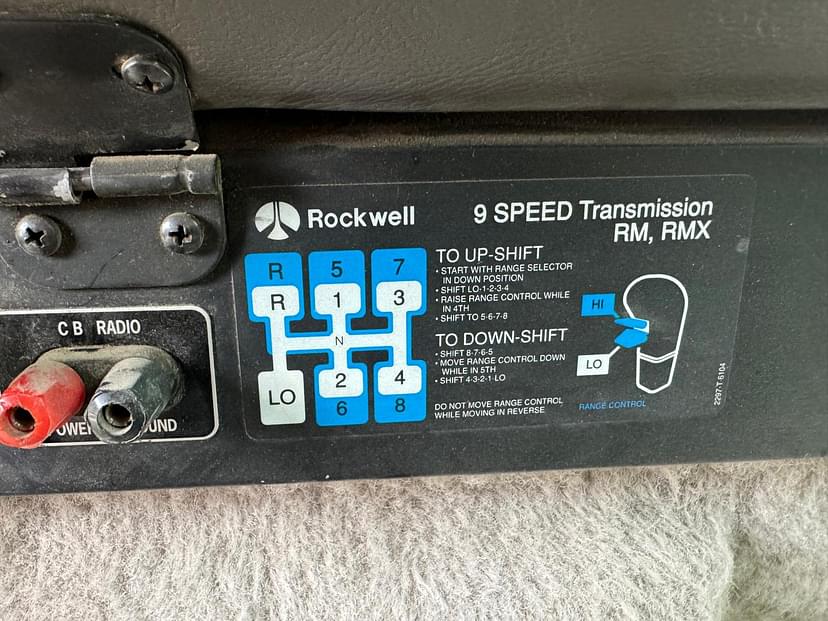 Rockwell
9 SPEED Transmission
RM, RMX
R 5 7
R 1 3
N
LO 2 4
6 8
TO UP-SHIFT
• START WITH RANGE SELECTOR
IN DOWN POSITION
• SHIFT LO-1-2-3-4
• RAISE RANGE CONTROL WHILE
IN 4TH
• SHIFT TO 5-6-7-8
TO DOWN-SHIFT
• SHIFT 8-7-6-5
• MOVE RANGE CONTROL DOWN
WHILE IN 5TH
• SHIFT 4-3-2-1-LO
DO NOT MOVE RANGE CONTROL
WHILE MOVING IN REVERSE
HI
LO
RANGE CONTROL
2297-T-6104
C B RADIO